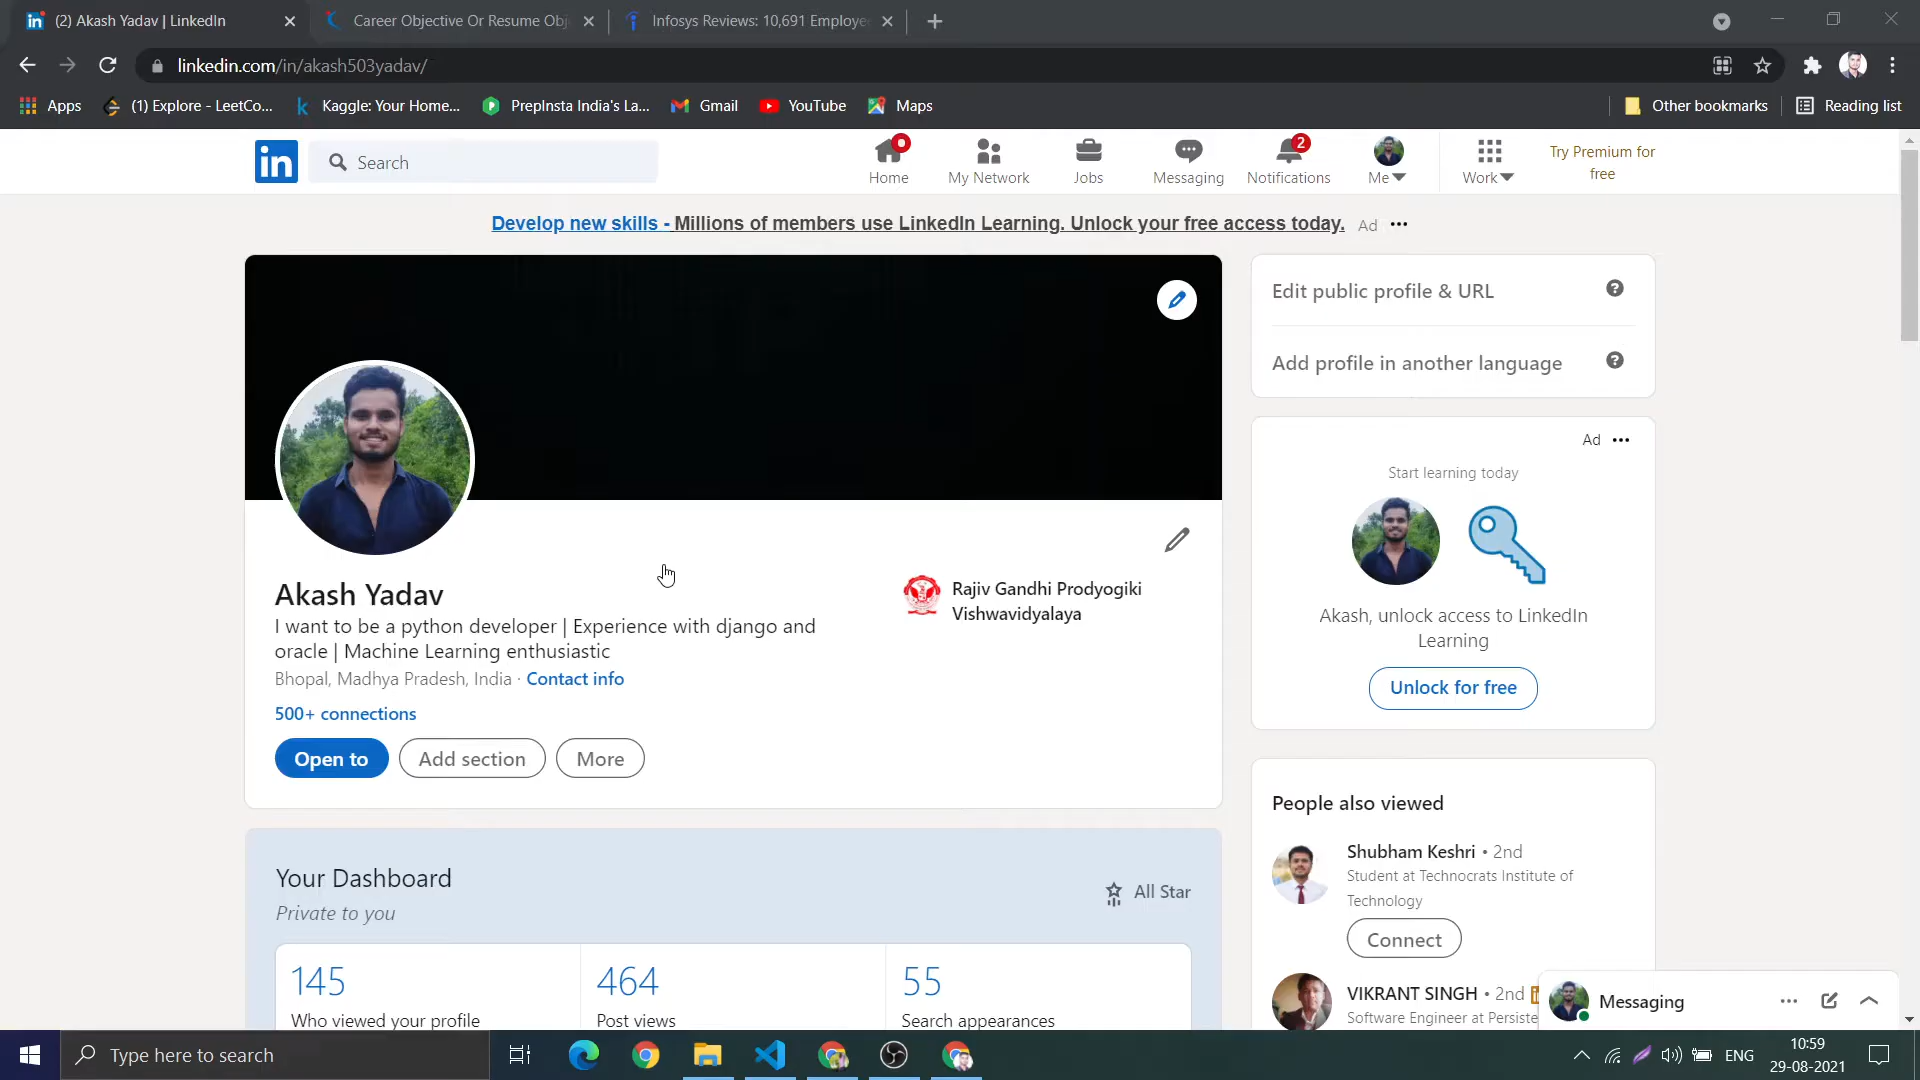 (2) Akash Yadav | LinkedIn
Career Objective Or Resume Obj
Infosys Reviews: 10,691 Employee
linkedin.com/in/akash503yadav/
Apps
(1) Explore - LeetCo...
Kaggle: Your Home...
PrepInsta India's La...
Gmail
YouTube
Maps
Other bookmarks
Reading list
in
Search
Home
My Network
Jobs
Messaging
2
Notifications
Me
Work
Try Premium for
free
Develop new skills - Millions of members use LinkedIn Learning. Unlock your free access today.
Ad
Edit public profile & URL
Add profile in another language
Akash Yadav
I want to be a python developer | Experience with django and
oracle | Machine Learning enthusiastic
Bhopal, Madhya Pradesh, India · Contact info
500+ connections
Open to
Add section
More
Rajiv Gandhi Prodyogiki
Vishwavidyalaya
Ad
Start learning today
Akash, unlock access to LinkedIn
Learning
Unlock for free
Your Dashboard
Private to you
All Star
145
Who viewed your profile
464
Post views
55
Search appearances
People also viewed
Shubham Keshri • 2nd
Student at Technocrats Institute of
Technology
Connect
VIKRANT SINGH • 2nd
Software Engineer at Persiste
Messaging
Type here to search
ENG
10:59
29-08-2021